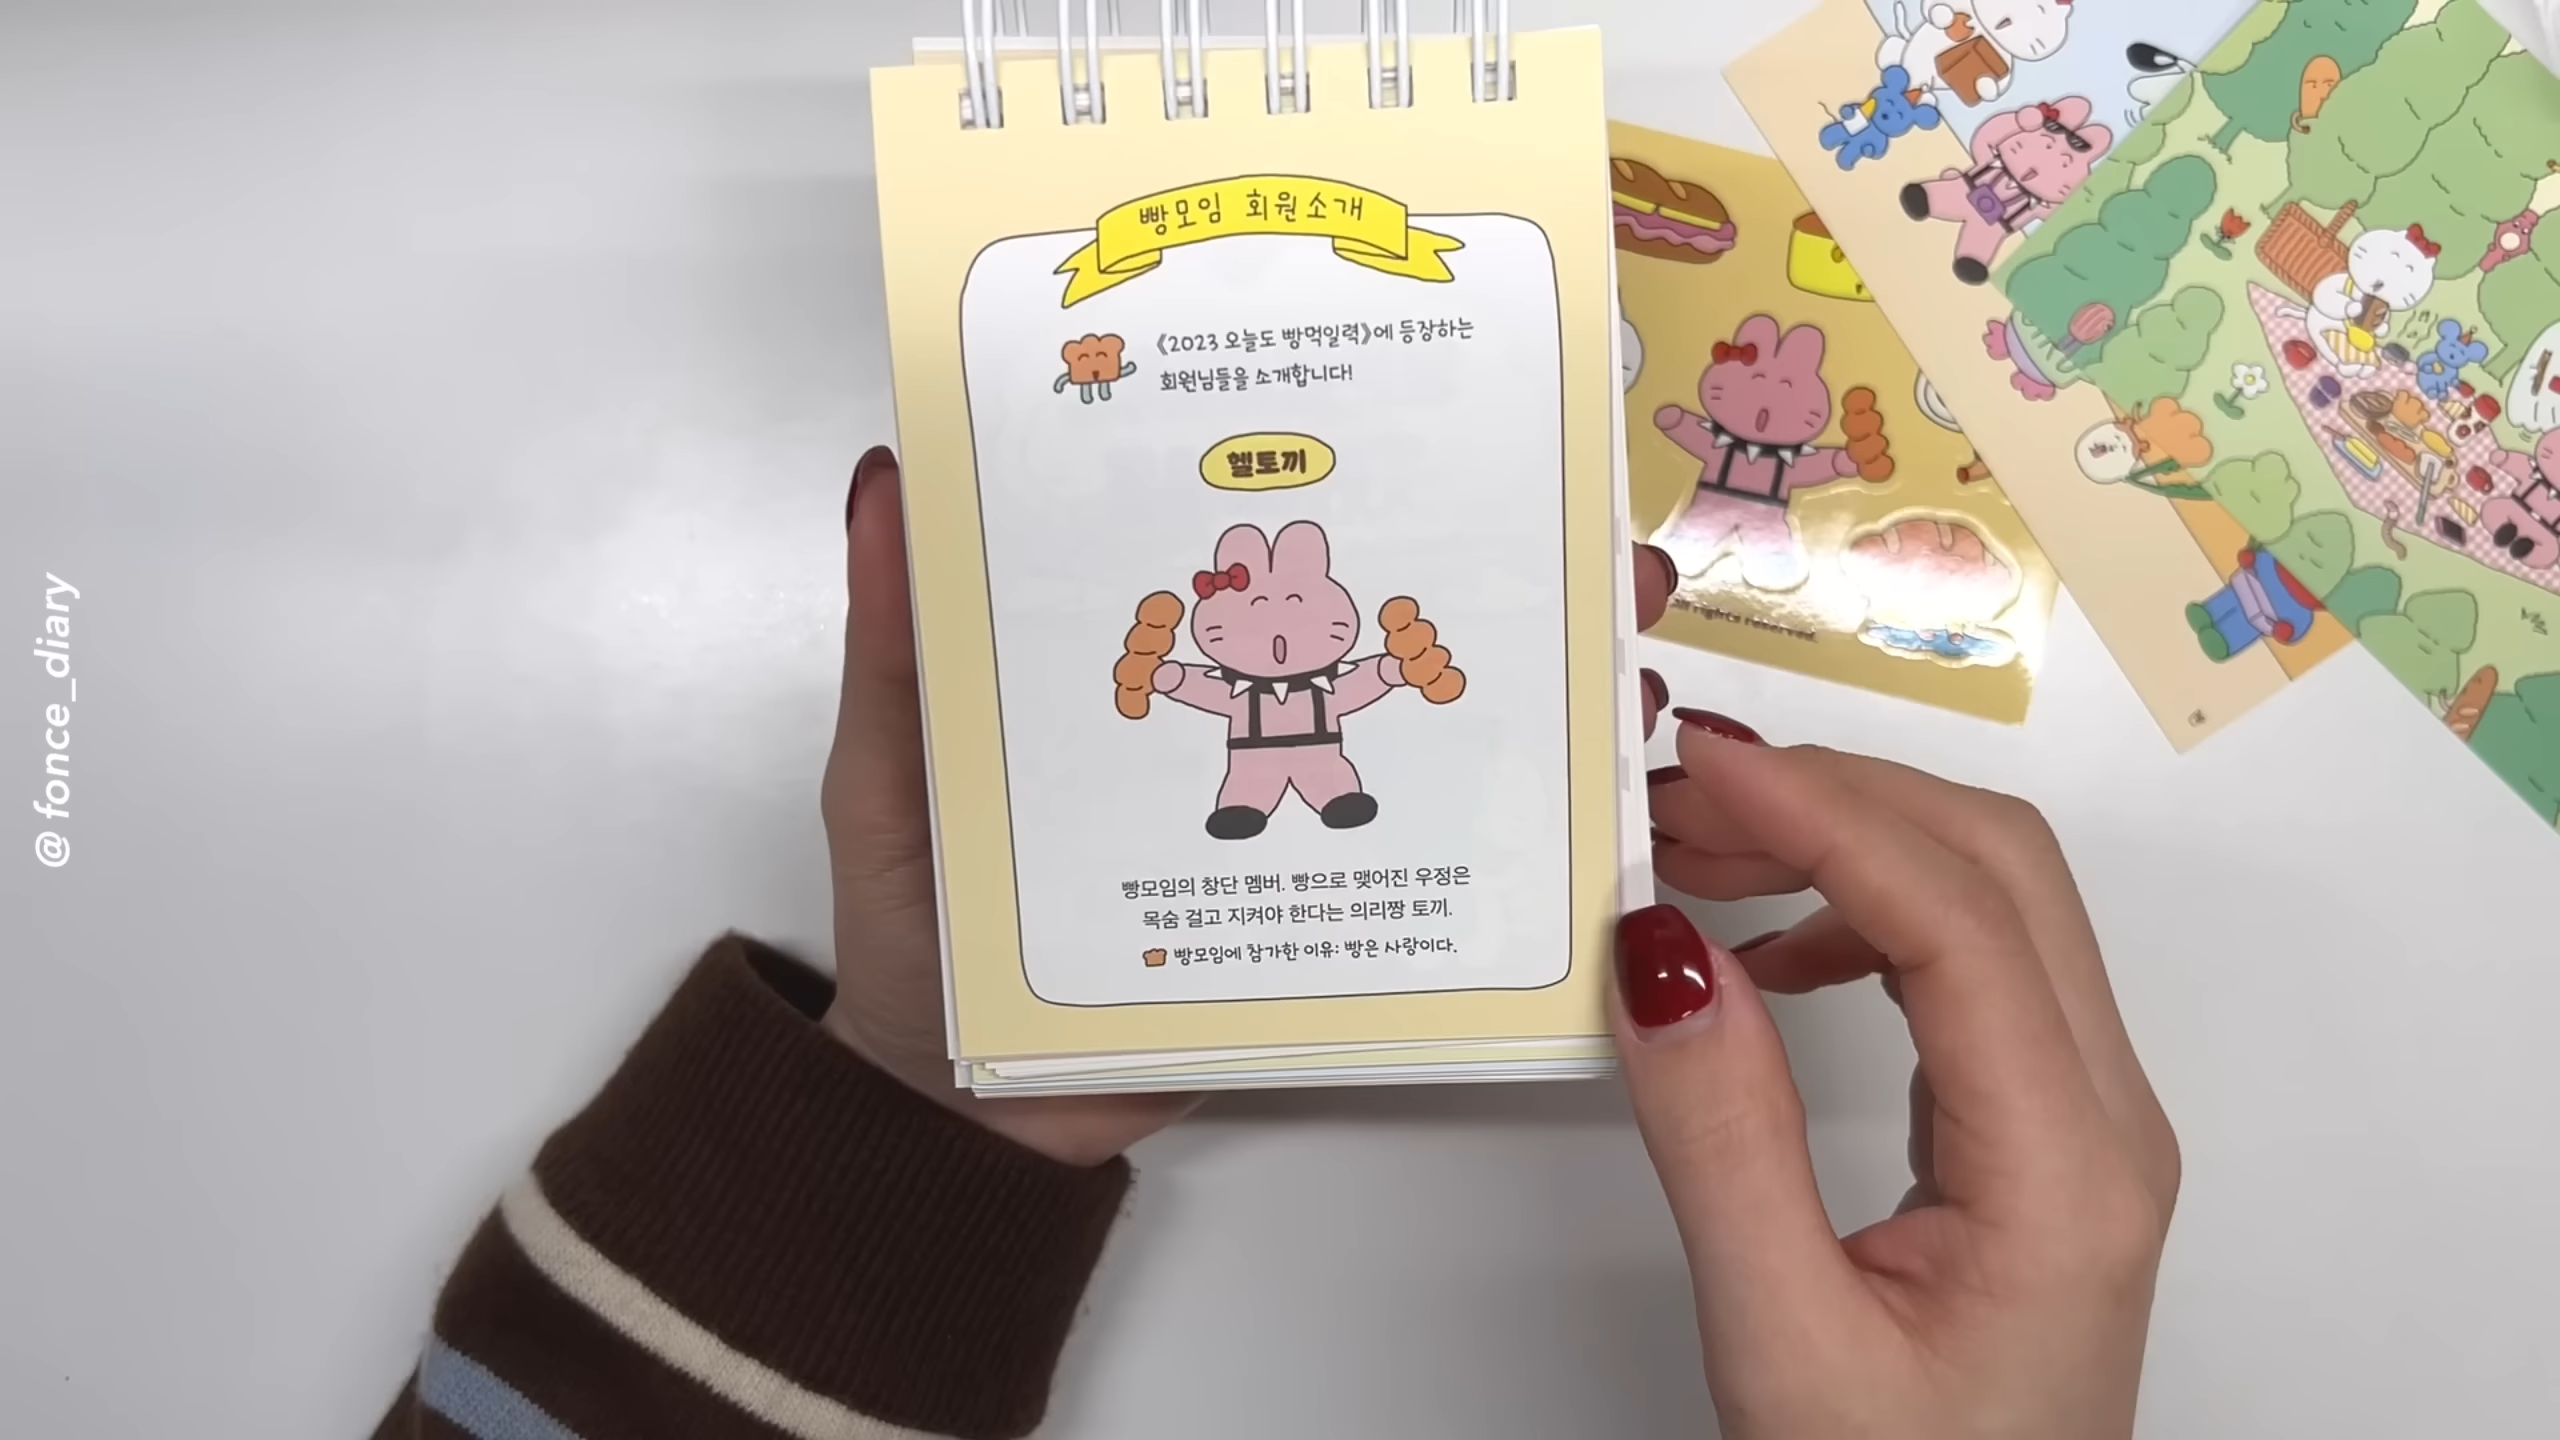 @fonce_diary
빵모임 회원소개
《2023 오늘도 빵먹일력》에 등장하는
회원님들을 소개합니다!
헬토끼
빵모임의 창단 멤버. 빵으로 맺어진 우정은
목숨 걸고 지켜야 한다는 의리짱 토끼.
빵모임에 참가한 이유: 빵은 사랑이다.
all rights reserved.